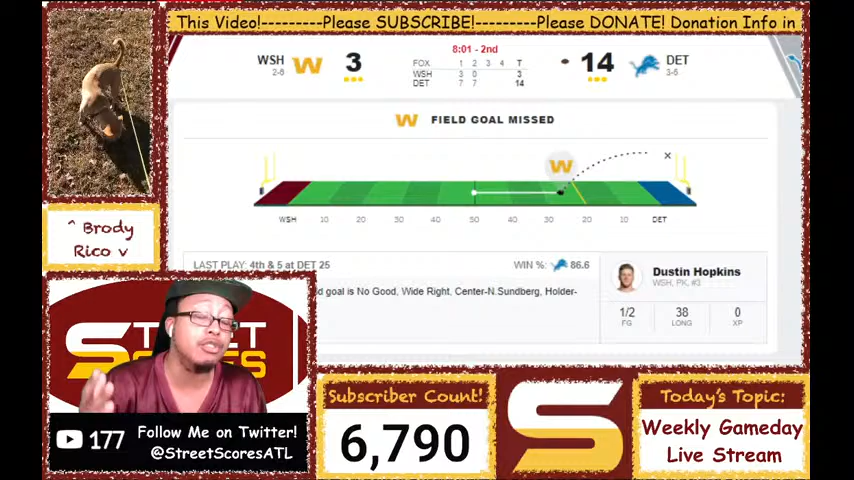 This Video!--------Please SUBSCRIBE!--------Please DONATE! Donation Info in
8:01 - 2nd
WSH W 3
2-6
FOX 1 2 3 4 T
WSH 3 0 3
DET 7 7 14
14 DET
3-5
W FIELD GOAL MISSED
W
WSH 10 20 30 40 50 40 30 20 10 DET
^ Brody
Rico v
LAST PLAY: 4th & 5 at DET 25
WIN %: 86.6
d goal is No Good, Wide Right, Center-N.Sundberg, Holder-
Dustin Hopkins
WSH, PK, #3
1/2 38 0
FG LONG XP
STREET
SCORES
177 Follow Me on Twitter!
@StreetScoresATL
Subscriber Count!
6,790
S
Today's Topic:
Weekly Gameday
Live Stream